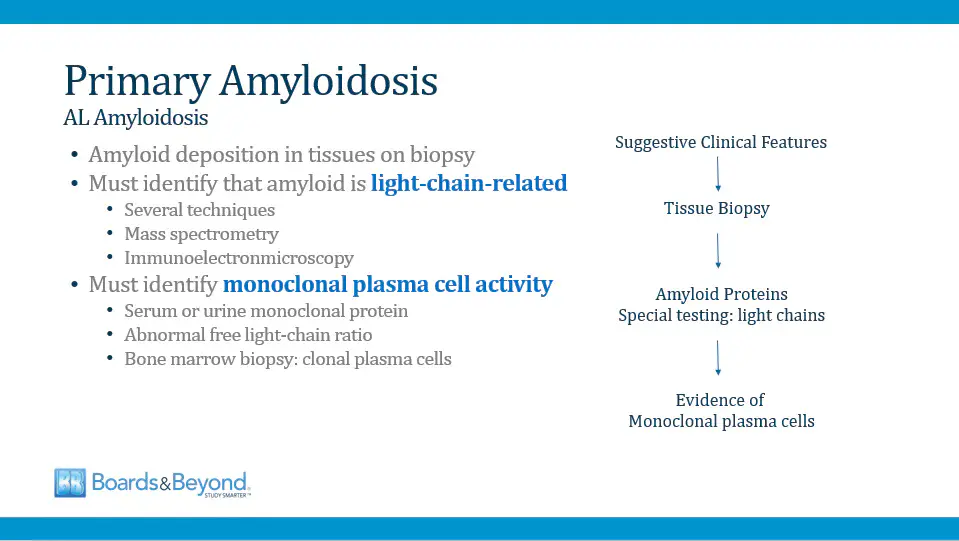 Primary Amyloidosis
AL Amyloidosis
• Amyloid deposition in tissues on biopsy
• Must identify that amyloid is light-chain-related
• Several techniques
• Mass spectrometry
• Immunoelectronmicroscopy
• Must identify monoclonal plasma cell activity
• Serum or urine monoclonal protein
• Abnormal free light-chain ratio
• Bone marrow biopsy: clonal plasma cells
Suggestive Clinical Features
Tissue Biopsy
Amyloid Proteins
Special testing: light chains
Evidence of
Monoclonal plasma cells
BB Boards&Beyond™
STUDY SMARTER